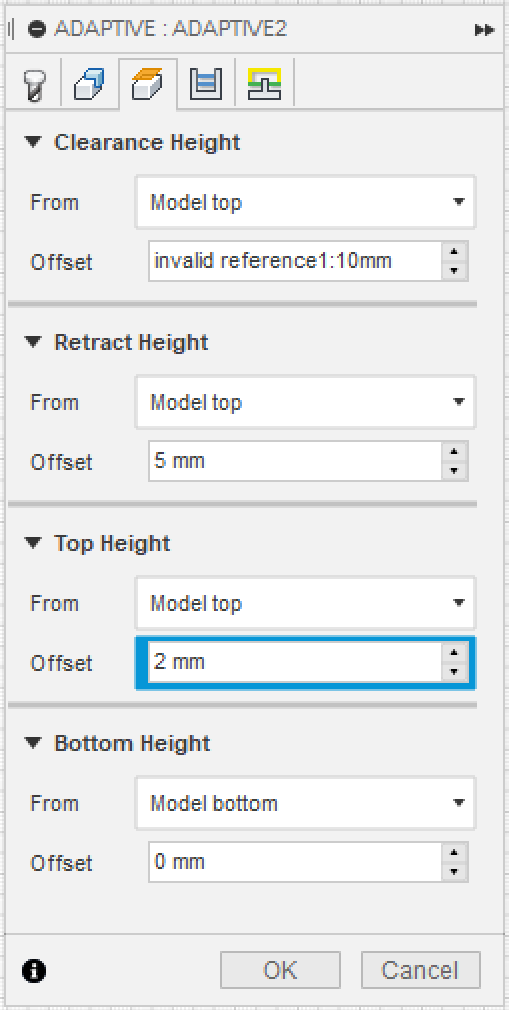 ADAPTIVE : ADAPTIVE2
Clearance Height
From Model top
Offset invalid reference1:10mm
Retract Height
From Model top
Offset 5 mm
Top Height
From Model top
Offset 2 mm
Bottom Height
From Model bottom
Offset 0 mm
OK Cancel